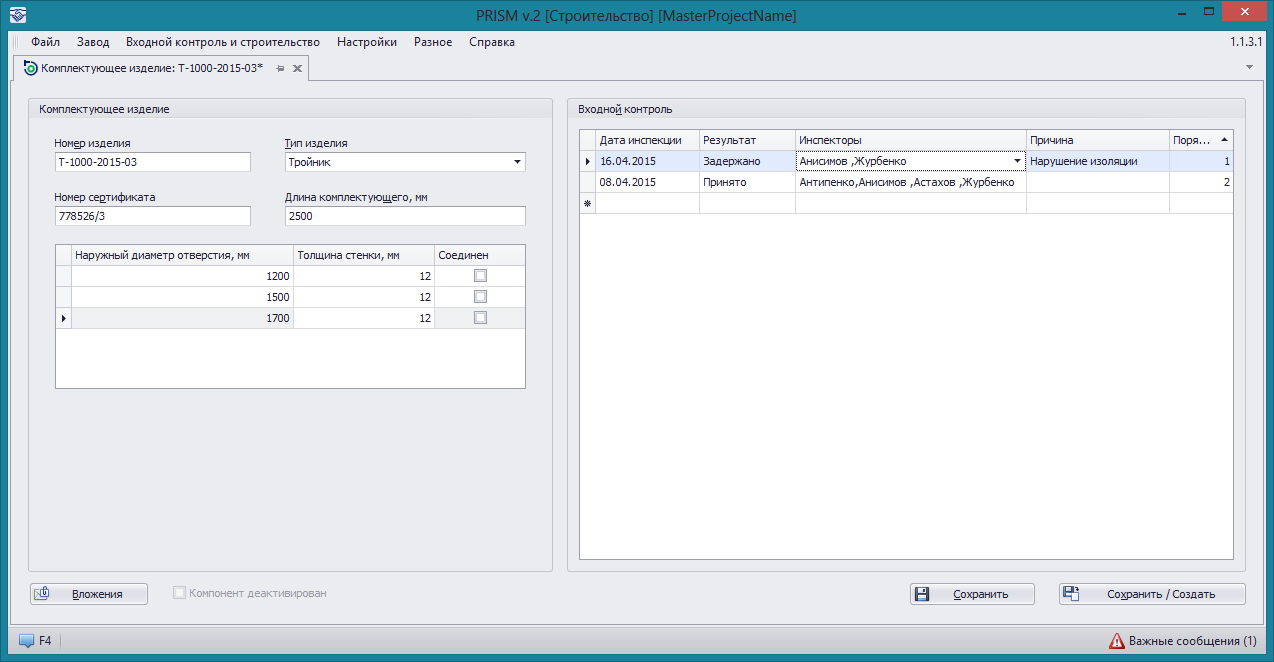 PRISM v.2 [Строительство] [MasterProjectName]
Файл Завод Входной контроль и строительство Настройки Разное Справка 1.1.3.1
Комплектующее изделие: Т-1000-2015-03*
Комплектующее изделие
Номер изделия Тип изделия
Т-1000-2015-03 Тройник
Номер сертификата Длина комплектующего, мм
778526/3 2500
Наружный диаметр отверстия, мм Толщина стенки, мм Соединен
1200 12
1500 12
1700 12
Входной контроль
Дата инспекции Результат Инспекторы Причина Поря...
16.04.2015 Задержано Анисимов ,Журбенко Нарушение изоляции 1
08.04.2015 Принято Антипенко,Анисимов ,Астахов ,Журбенко 2
Вложения Компонент деактивирован Сохранить Сохранить / Создать
F4 Важные сообщения (1)